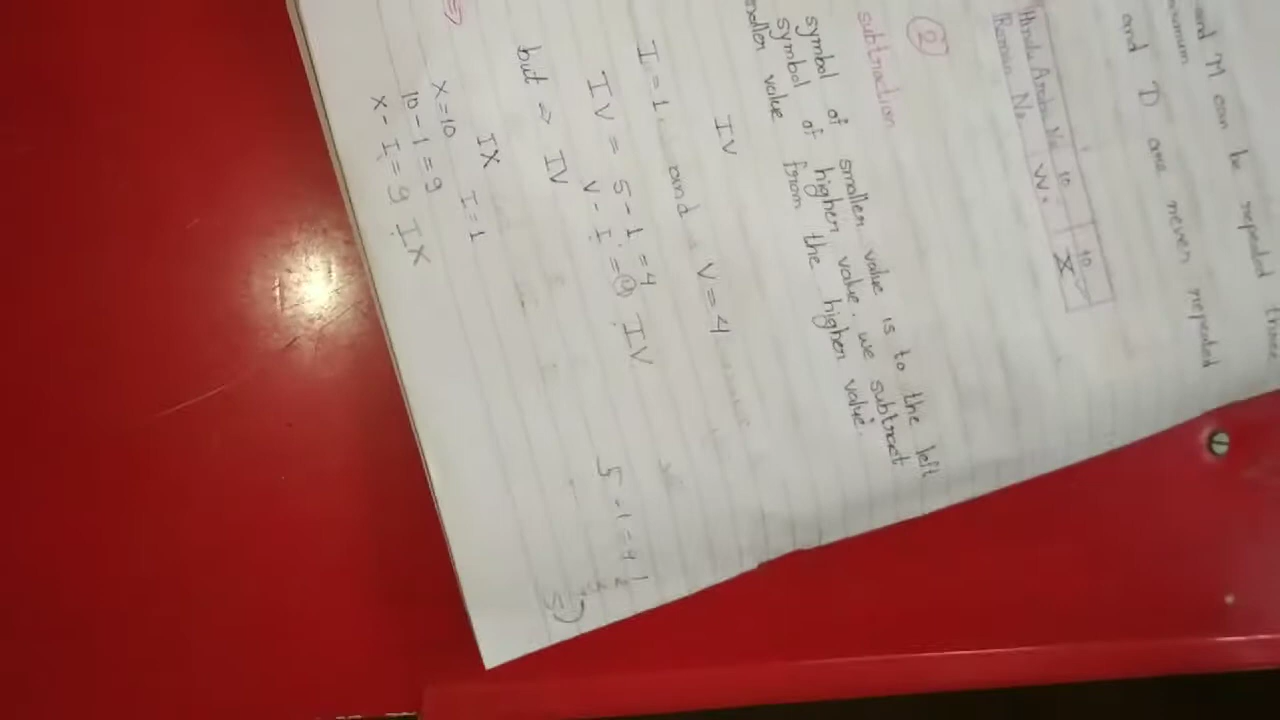 and M can be repeated three
and D are never repeated
Hindu Arabic No 10 10
Roman No X
②
subtraction
symbol of smaller value is to the left
symbol of higher value. we subtract
smaller value from the higher value.
IV
I = 1 and V = 4
IV = 5 - 1 = 4
V - I = IV
but ⇒ IV
5 - 1 = 4
5)
⇒ IX
X = 10 I = 1
10 - 1 = 9
X - I = 9 IX